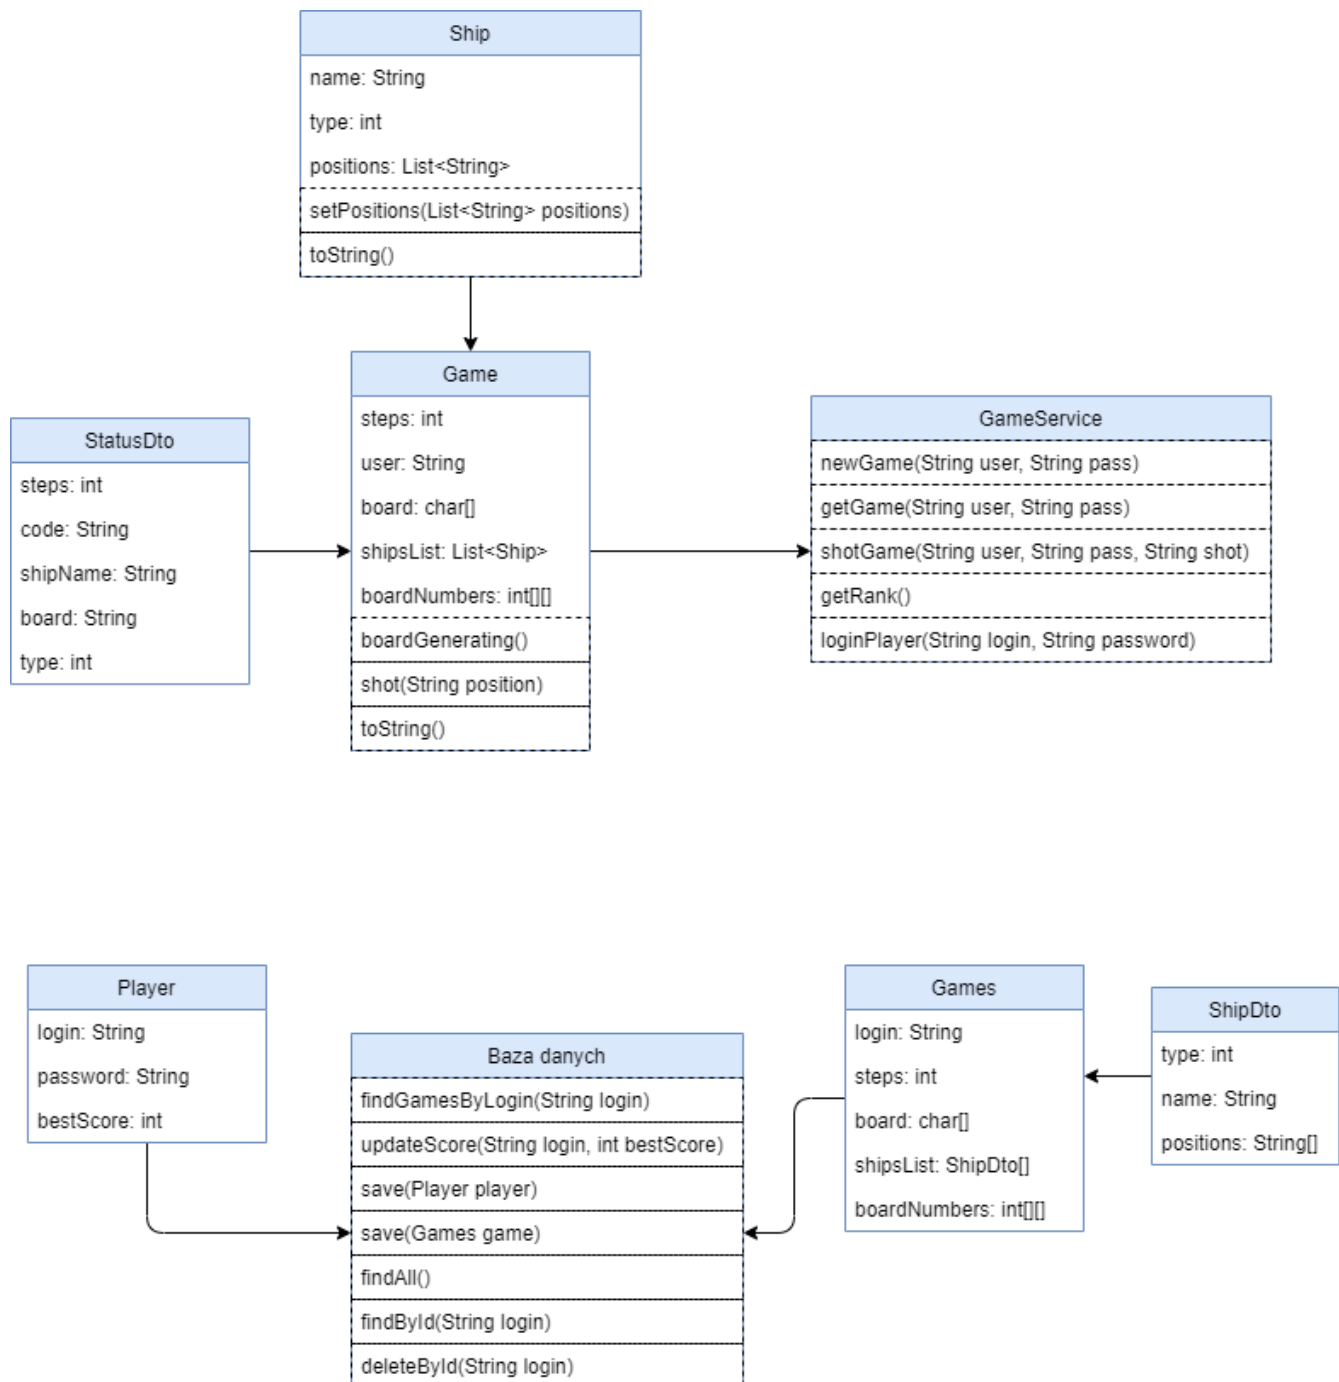 Ship
name: String
type: int
positions: List<String>
setPositions(List<String> positions)
toString()
Game
steps: int
user: String
board: char[]
shipsList: List<Ship>
boardNumbers: int[][]
boardGenerating()
shot(String position)
toString()
StatusDto
steps: int
code: String
shipName: String
board: String
type: int
GameService
newGame(String user, String pass)
getGame(String user, String pass)
shotGame(String user, String pass, String shot)
getRank()
loginPlayer(String login, String password)
Player
login: String
password: String
bestScore: int
Baza danych
findGamesByLogin(String login)
updateScore(String login, int bestScore)
save(Player player)
save(Games game)
findAll()
findById(String login)
deleteById(String login)
Games
login: String
steps: int
board: char[]
shipsList: ShipDto[]
boardNumbers: int[][]
ShipDto
type: int
name: String
positions: String[]